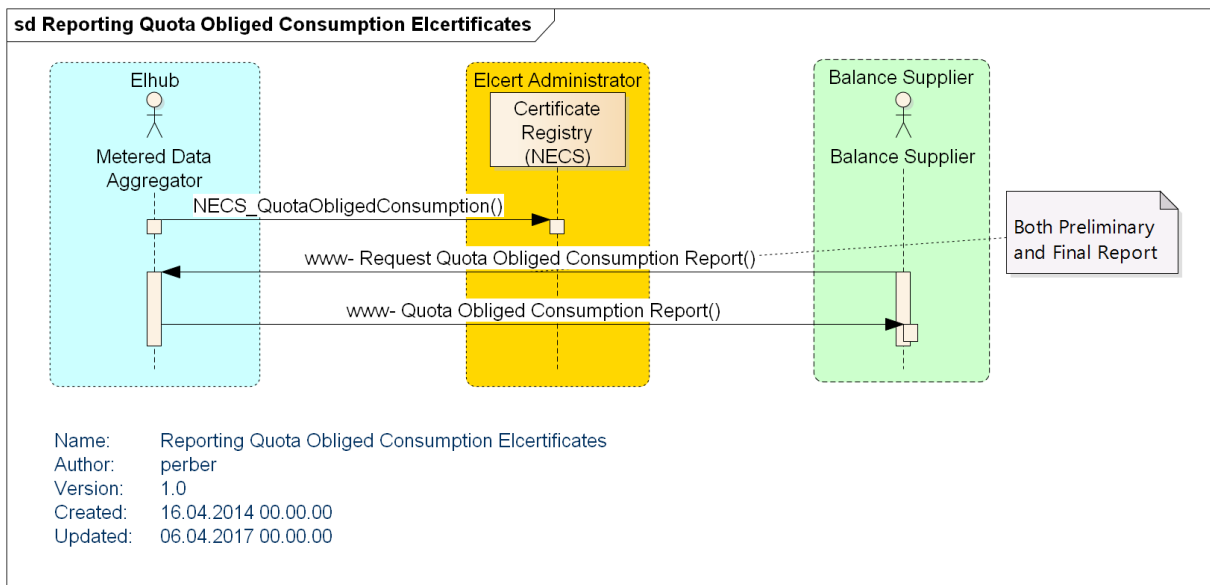 sd Reporting Quota Obliged Consumption Elcertificates
Elhub
Metered Data
Aggregator
Elcert Administrator
Certificate
Registry
(NECS)
Balance Supplier
Balance Supplier
NECS_QuotaObligedConsumption()
www- Request Quota Obliged Consumption Report()
Both Preliminary
and Final Report
www- Quota Obliged Consumption Report()
Name: Reporting Quota Obliged Consumption Elcertificates
Author: perber
Version: 1.0
Created: 16.04.2014 00.00.00
Updated: 06.04.2017 00.00.00